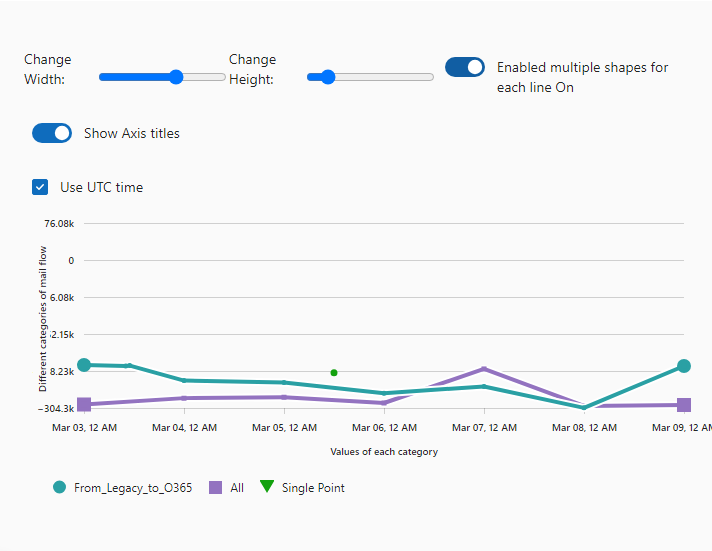 Change
Width:
Change
Height:
Enabled multiple shapes for
each line On
Show Axis titles
Use UTC time
76.08k
0
6.08k
2.15k
8.23k
−304.3k
Different categories of mail flow
Mar 03, 12 AM
Mar 04, 12 AM
Mar 05, 12 AM
Mar 06, 12 AM
Mar 07, 12 AM
Mar 08, 12 AM
Mar 09, 12 AM
Values of each category
From_Legacy_to_O365
All
Single Point